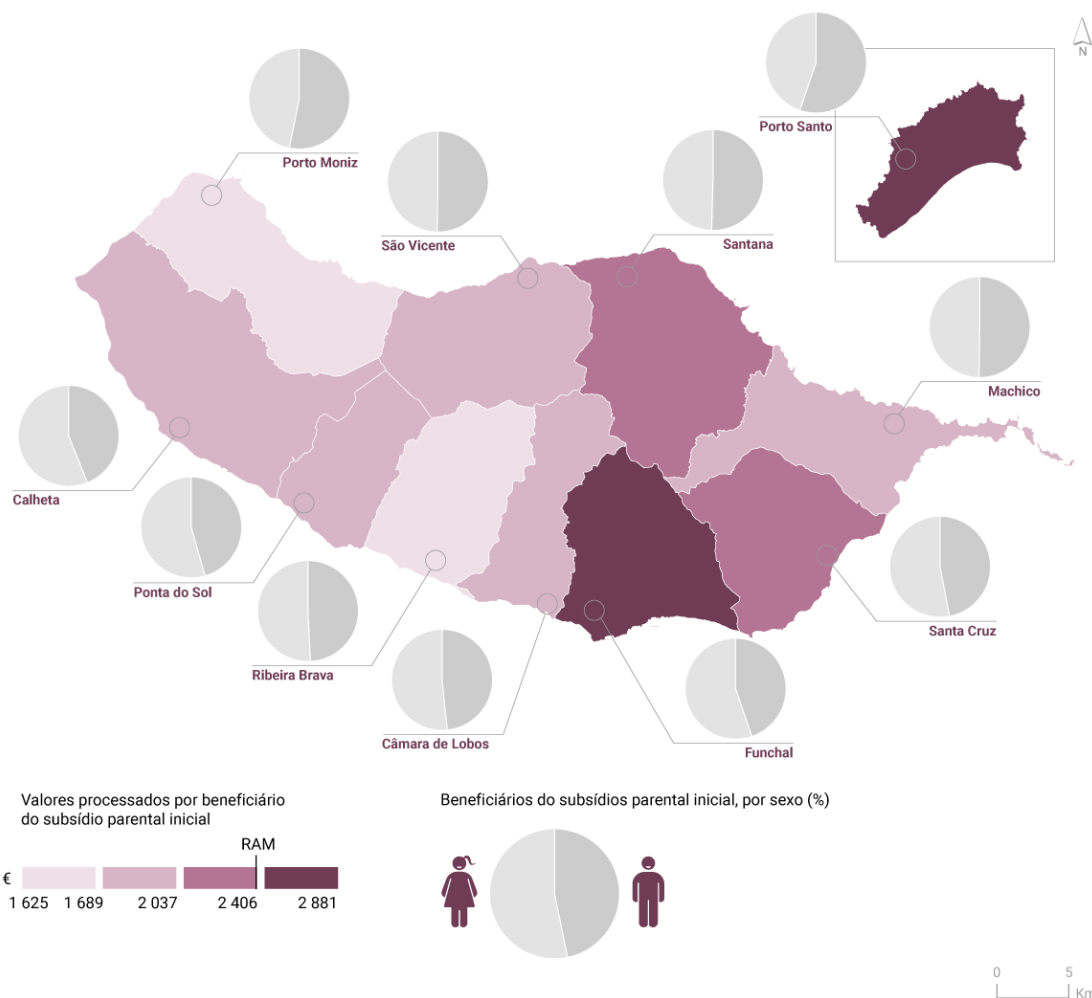 N
Porto Santo
Porto Moniz
São Vicente
Santana
Machico
Calheta
Ponta do Sol
Santa Cruz
Ribeira Brava
Câmara de Lobos
Funchal
Valores processados por beneficiário
do subsídio parental inicial
Beneficiários do subsídios parental inicial, por sexo (%)
RAM
€
1 625 1 689 2 037 2 406 2 881
0 5
Km